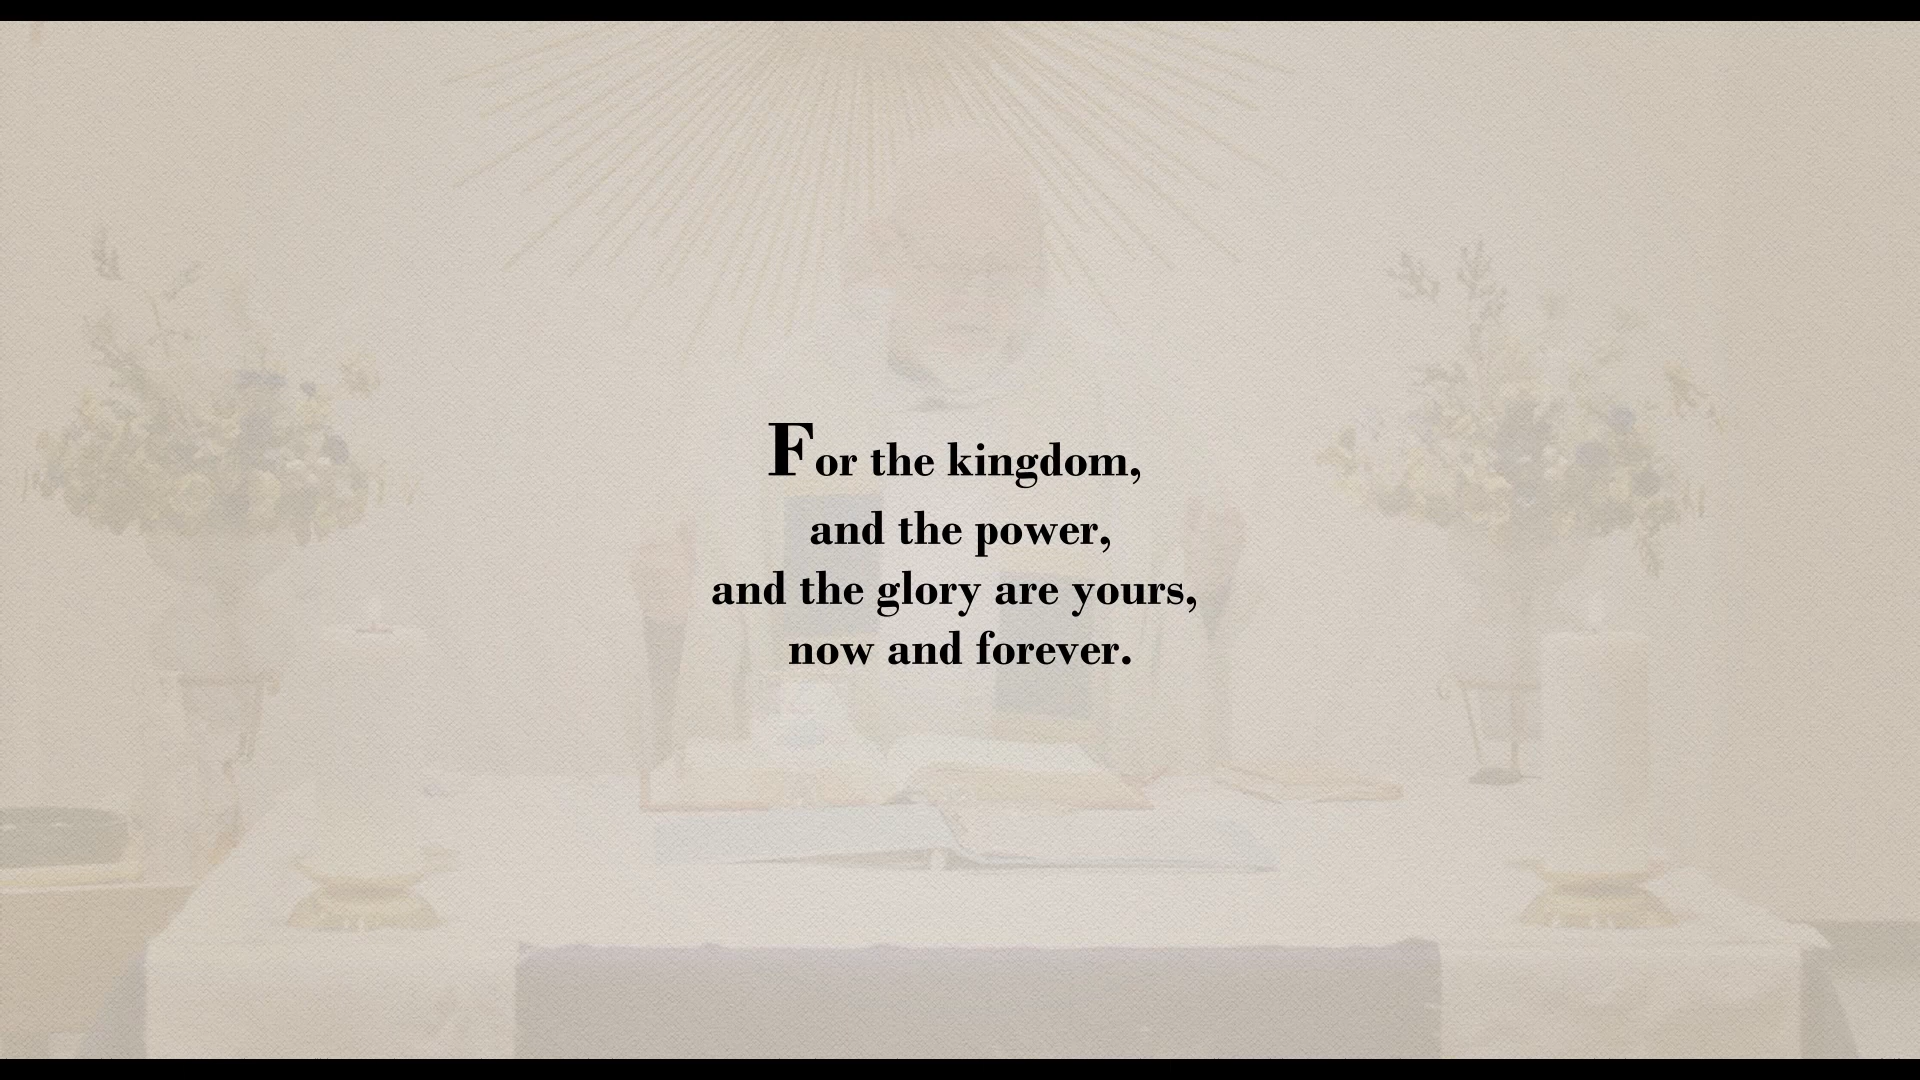 For the kingdom,
and the power,
and the glory are yours,
now and forever.